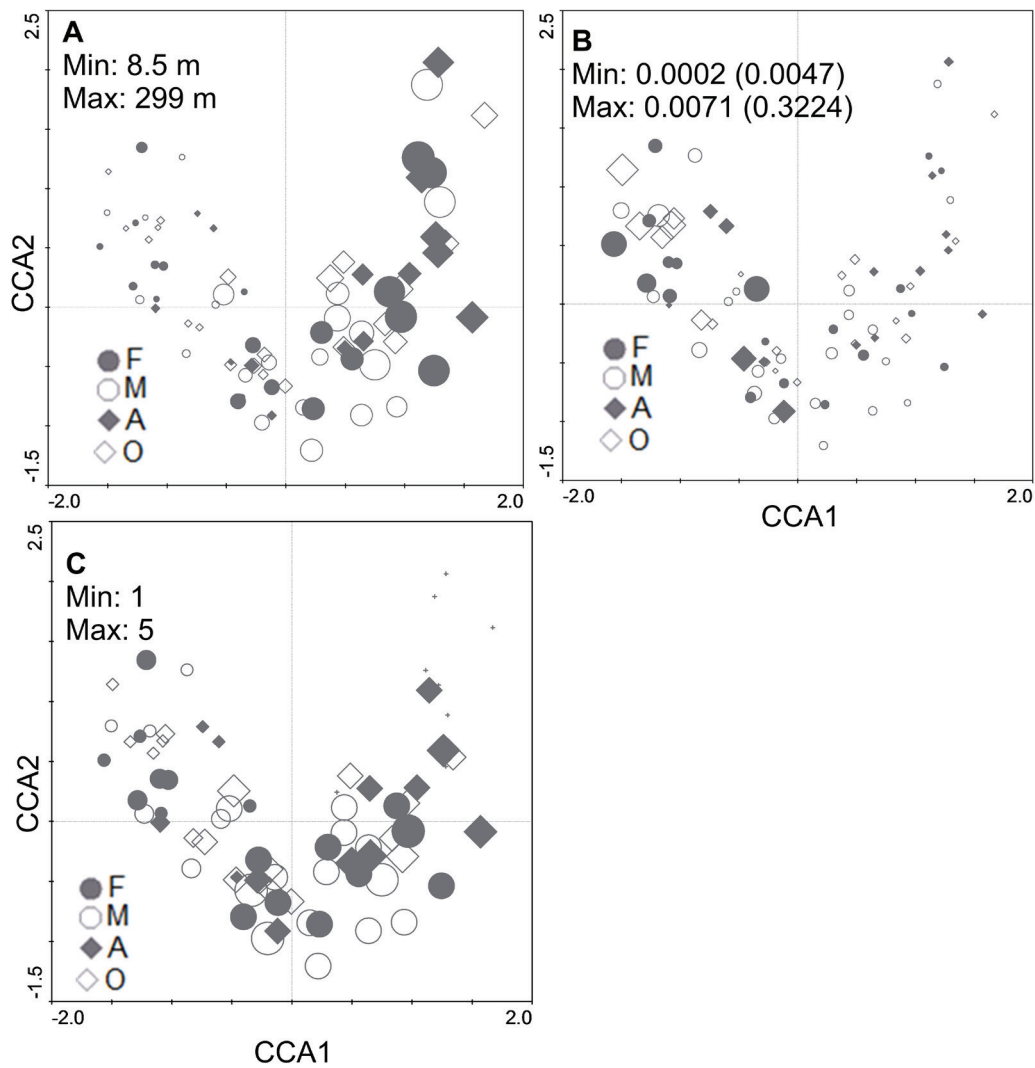 2.5
A
Min: 8.5 m
Max: 299 m
CCA2
F
M
A
O
-1.5
-2.0
2.0
2.5
B
Min: 0.0002 (0.0047)
Max: 0.0071 (0.3224)
F
M
A
O
-1.5
-2.0
2.0
CCA1
2.5
C
Min: 1
Max: 5
CCA2
F
M
A
O
-1.5
-2.0
2.0
CCA1